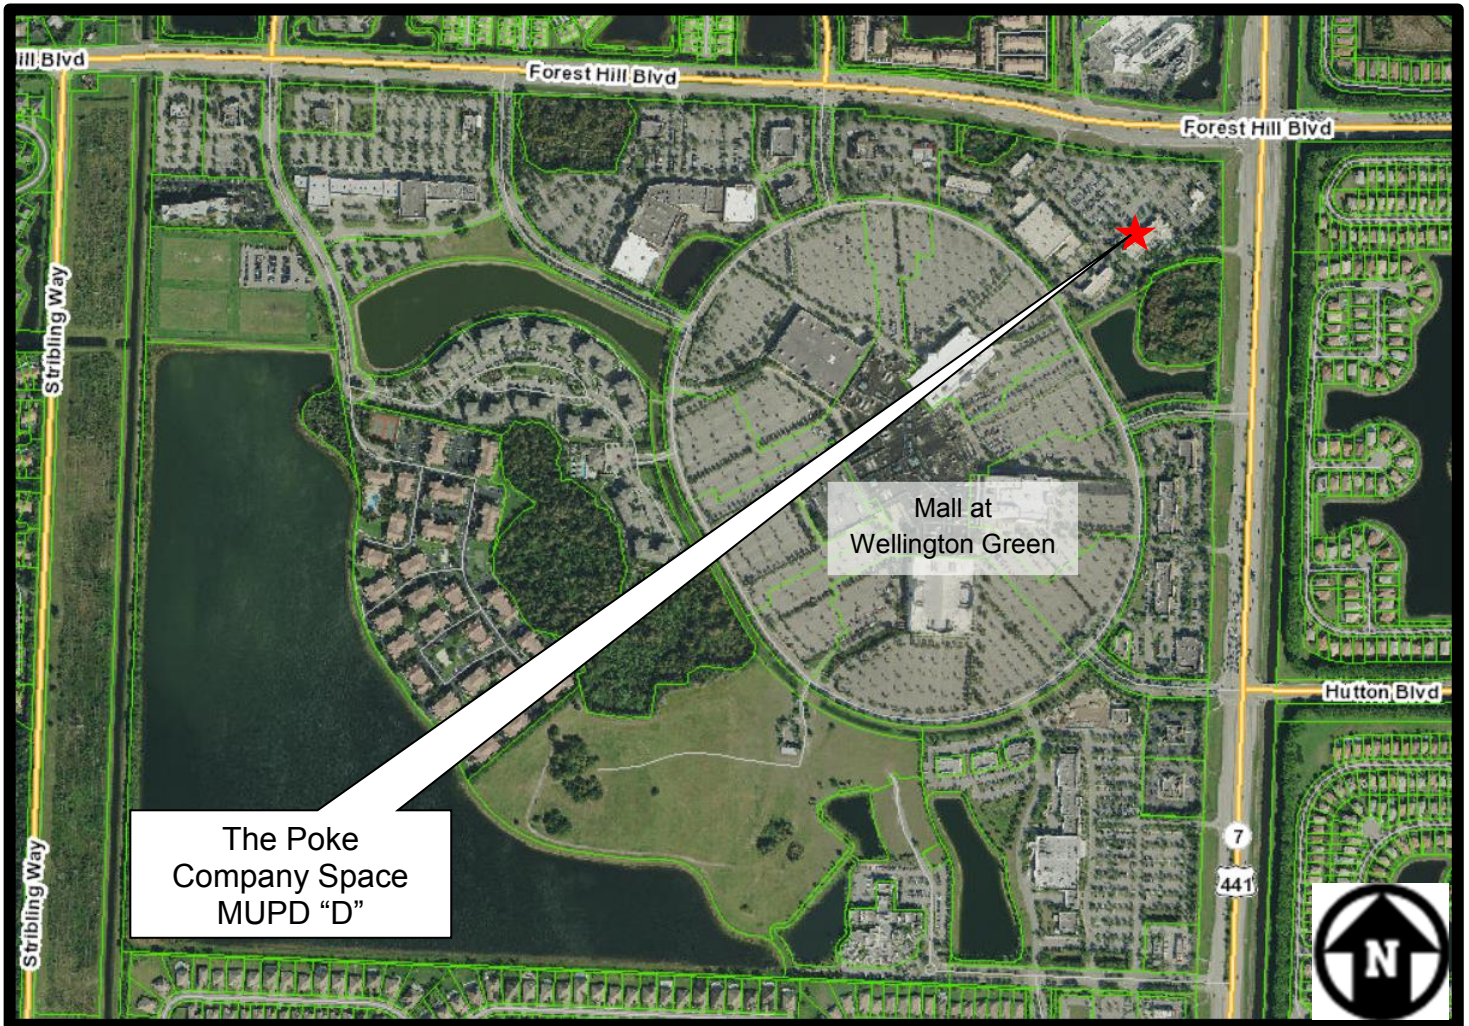 ill Blvd
Forest Hill Blvd
Forest Hill Blvd
Stribling Way
Mall at
Wellington Green
Hutton Blvd
The Poke
Company Space
MUPD “D”
Stribling Way
7
441
N